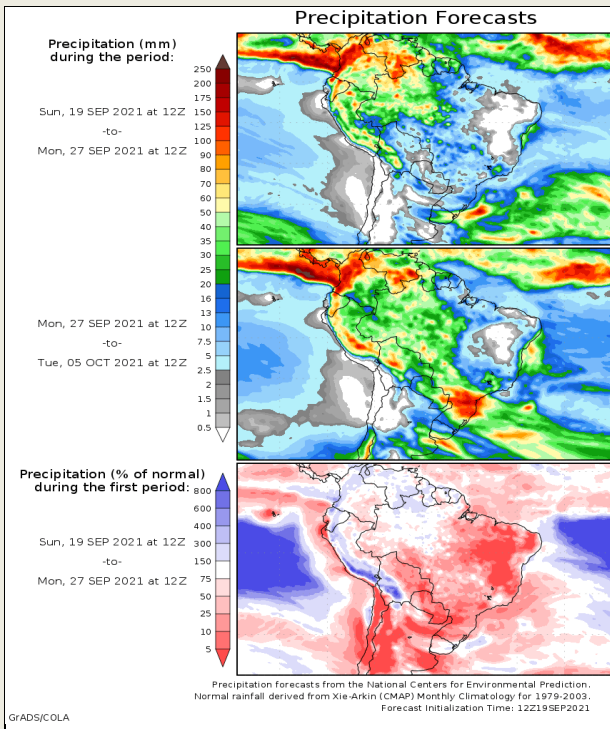 Precipitation Forecasts
Precipitation (mm)
during the period:
250
200
175
150
125
100
90
80
70
60
50
40
35
30
25
20
16
13
10
7.5
5
2.5
2
1.5
1
0.5
Sun, 19 SEP 2021 at 12Z
-to-
Mon, 27 SEP 2021 at 12Z
Mon, 27 SEP 2021 at 12Z
-to-
Tue, 05 OCT 2021 at 12Z
Precipitation (% of normal)
during the first period:
800
600
400
300
150
75
50
25
10
5
Sun, 19 SEP 2021 at 12Z
-to-
Mon, 27 SEP 2021 at 12Z
Precipitation forecasts from the National Centers for Environmental Prediction.
Normal rainfall derived from Xie-Arkin (CMAP) Monthly Climatology for 1979-2003.
Forecast Initialization Time: 12Z19SEP2021
GrADS/COLA